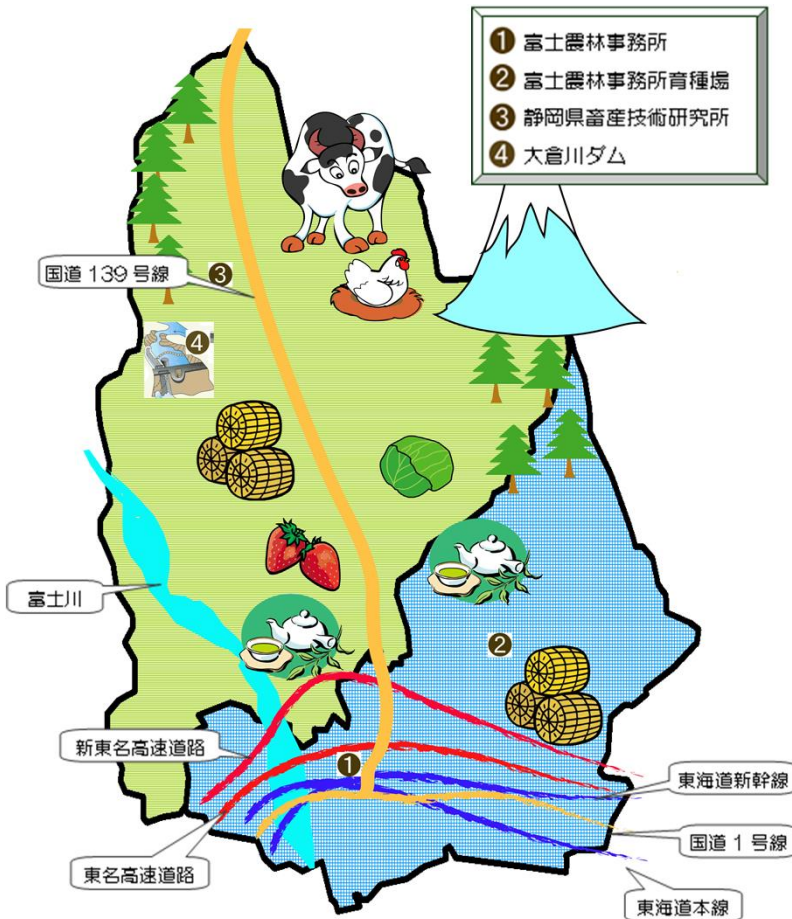 ❶ 富士農林事務所
❷ 富士農林事務所育種場
❸ 静岡県畜産技術研究所
❹ 大倉川ダム
国道139号線
❸
❹
富士川
❷
新東名高速道路
❶
東海道新幹線
国道1号線
東名高速道路
東海道本線